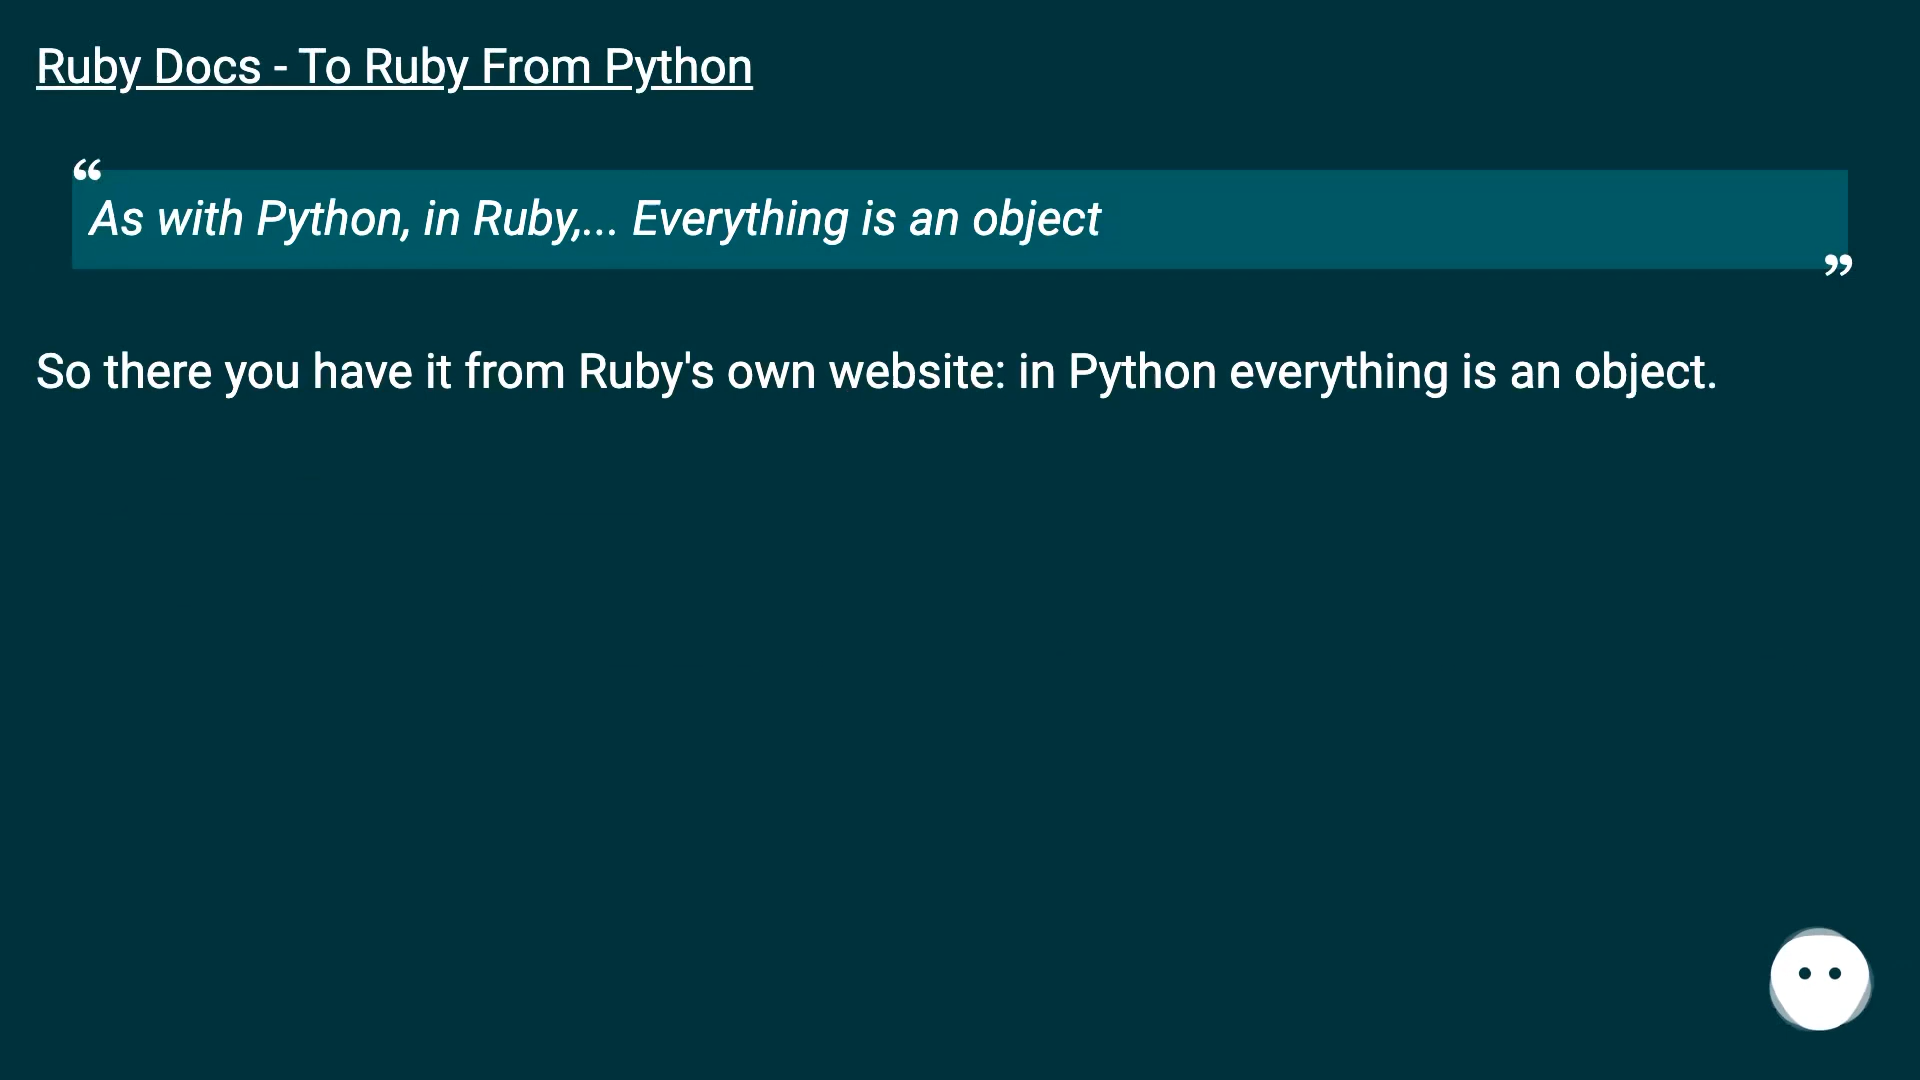 Ruby Docs - To Ruby From Python
“
As with Python, in Ruby,... Everything is an object
”
So there you have it from Ruby's own website: in Python everything is an object.